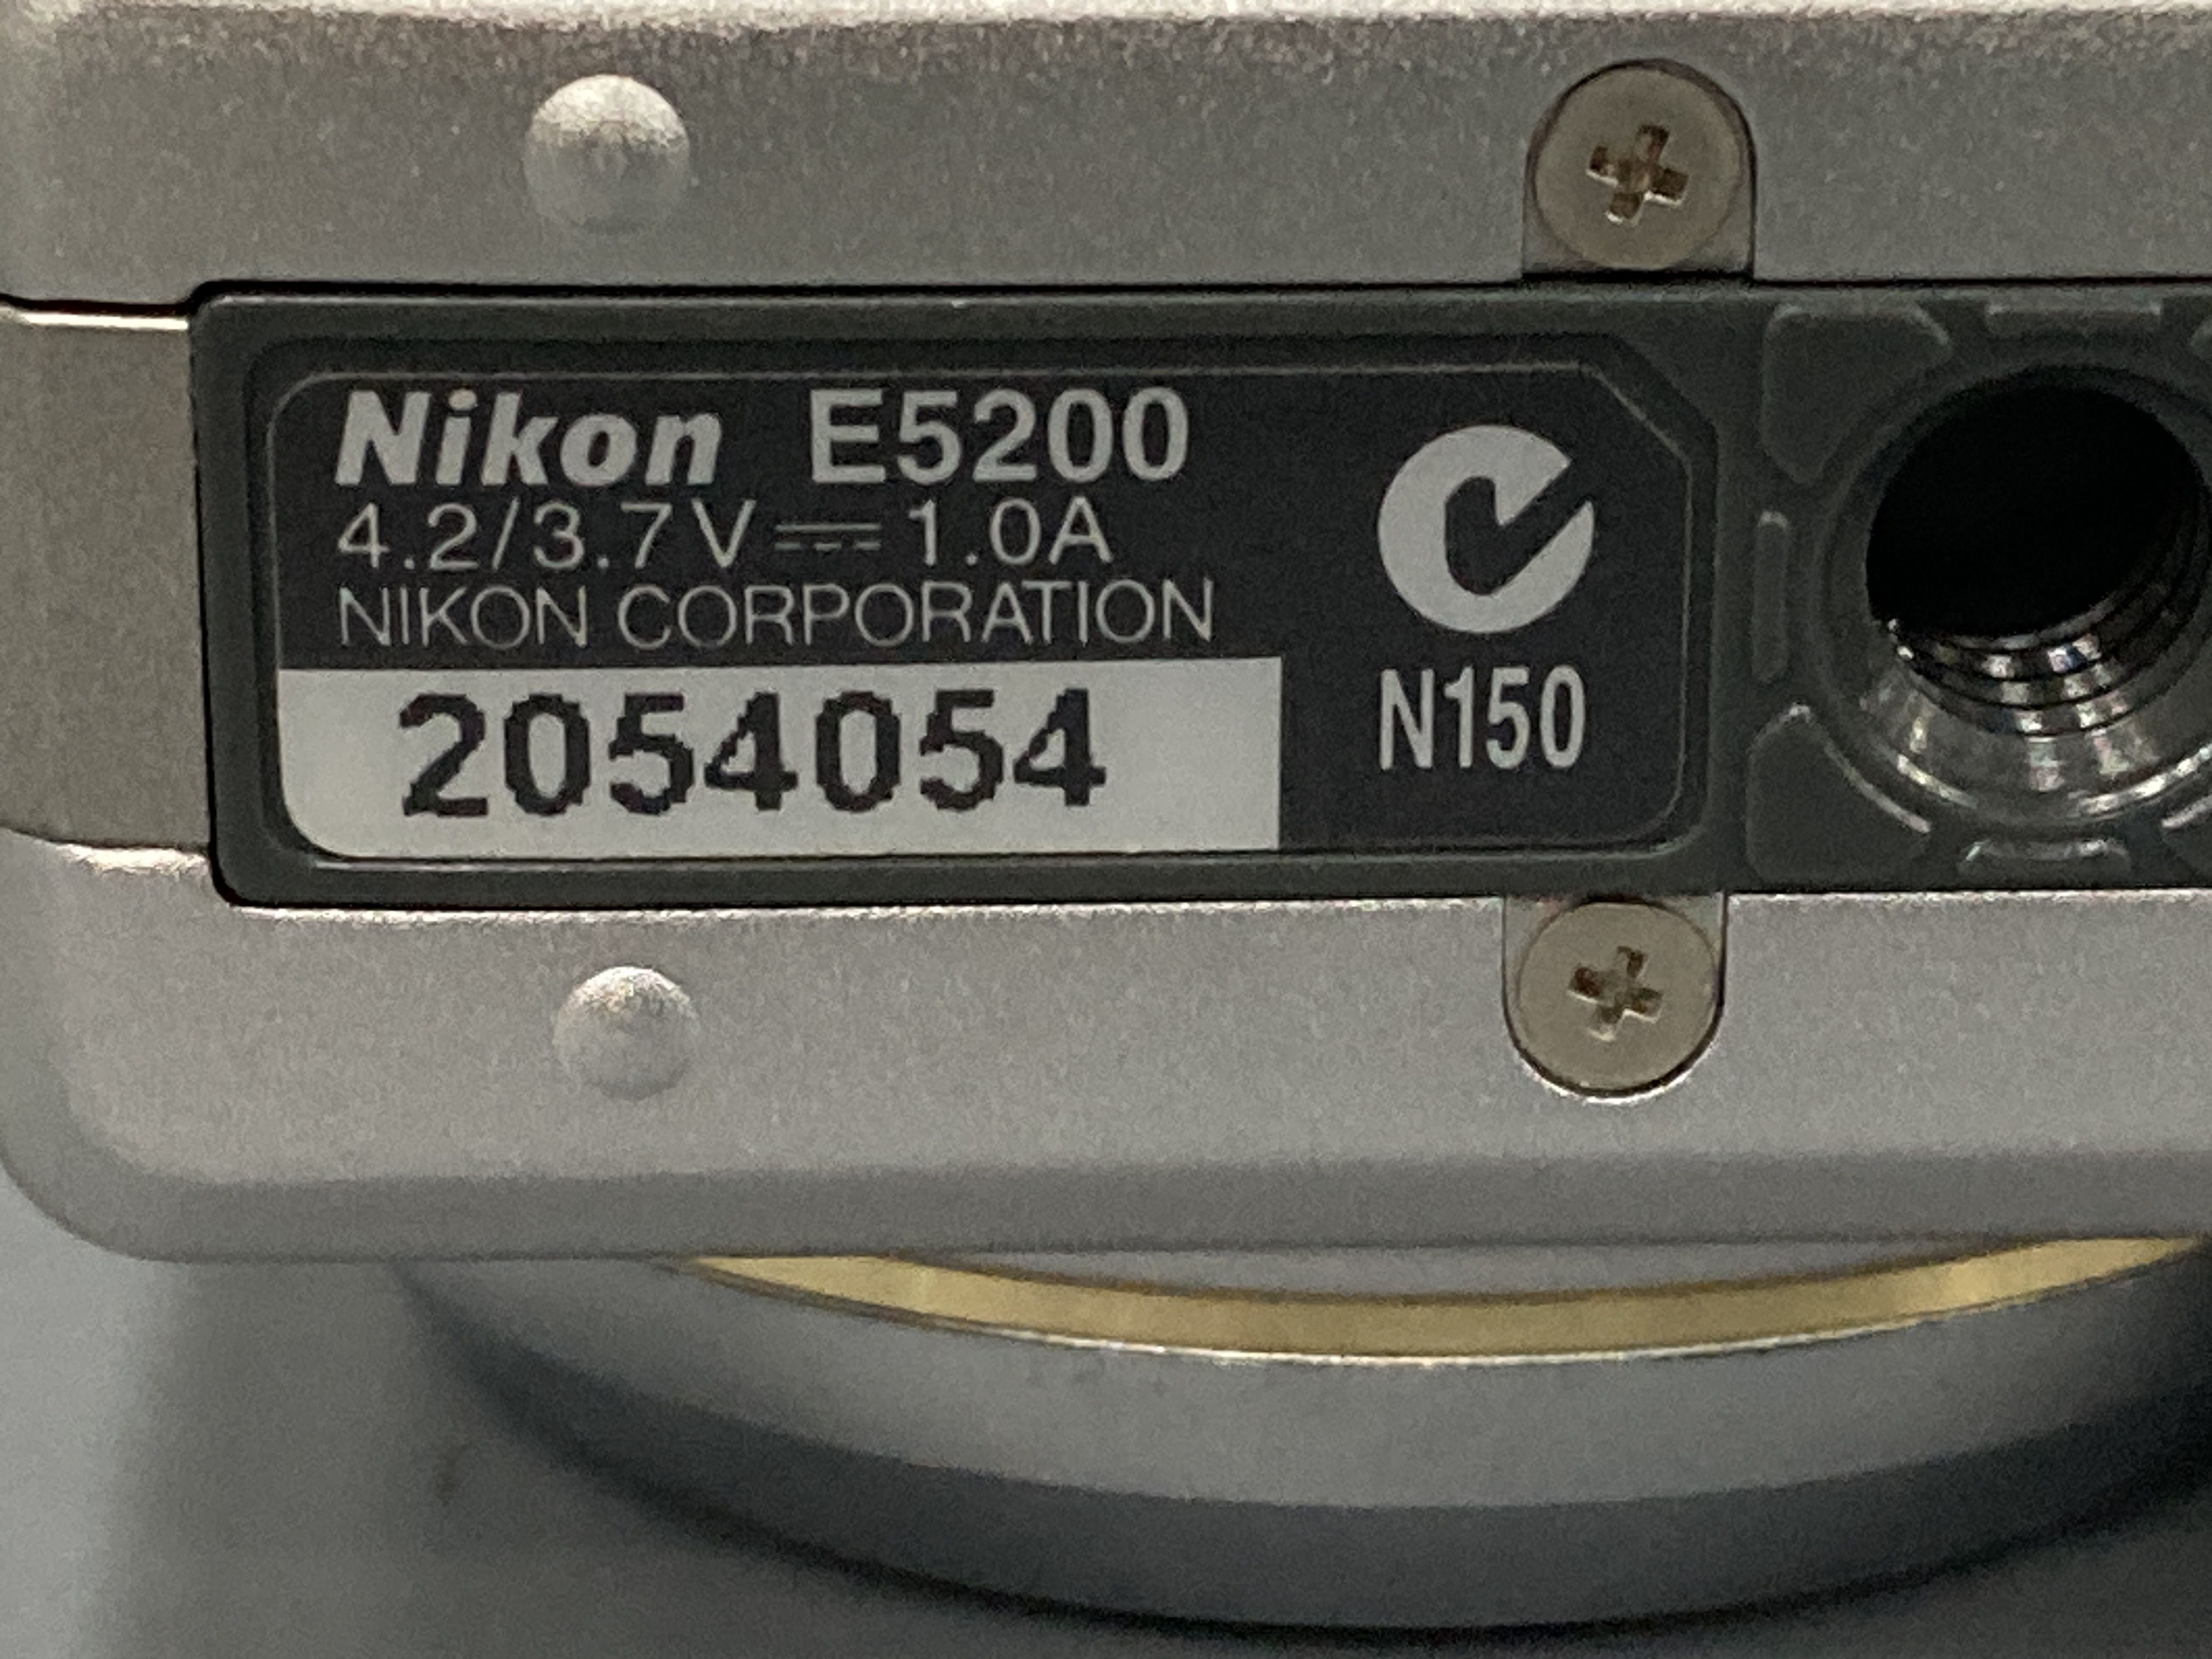 Nikon E5200
4.2/3.7V⎓1.0A
NIKON CORPORATION
2054054
N150